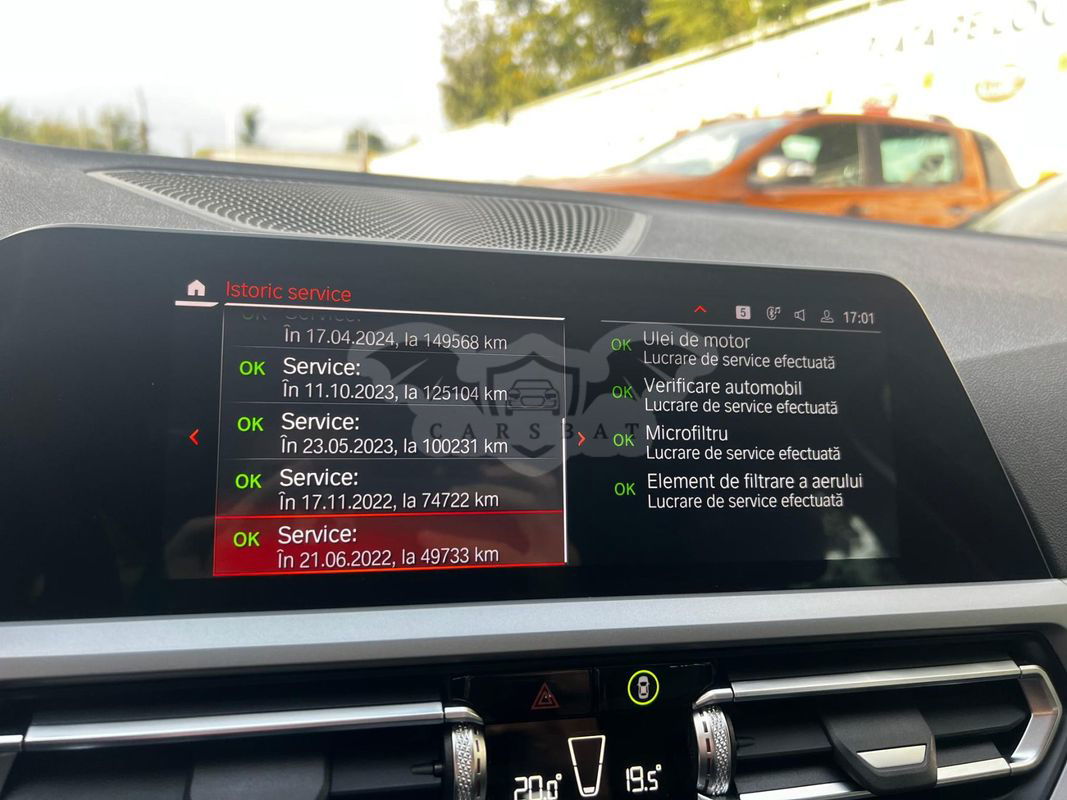 Istoric service
5
17:01
În 17.04.2024, la 149568 km
OK Service:
În 11.10.2023, la 125104 km
OK Service:
În 23.05.2023, la 100231 km
OK Service:
În 17.11.2022, la 74722 km
OK Service:
În 21.06.2022, la 49733 km
OK Ulei de motor
Lucrare de service efectuată
OK Verificare automobil
Lucrare de service efectuată
OK Microfiltru
Lucrare de service efectuată
OK Element de filtrare a aerului
Lucrare de service efectuată
CARSBAT
20.0°
19.5°